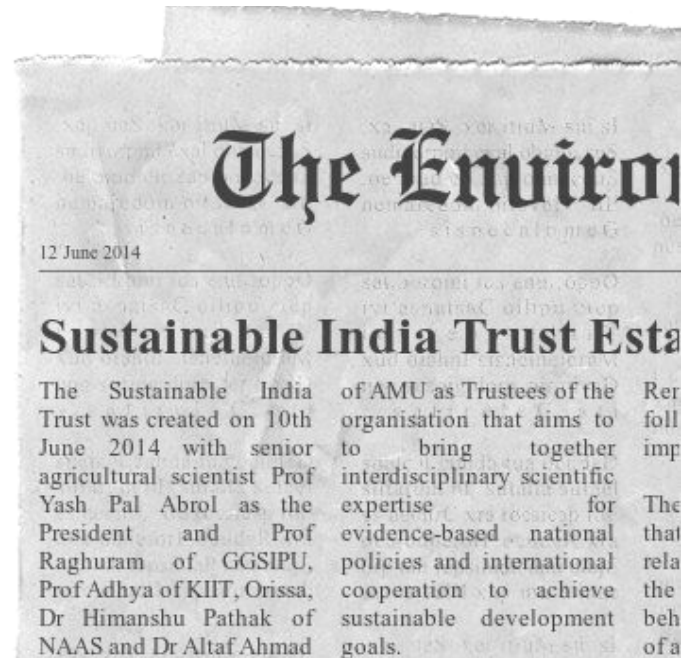 The Enviro
12 June 2014
Sustainable India Trust Esta
The Sustainable India
Trust was created on 10th
June 2014 with senior
agricultural scientist Prof
Yash Pal Abrol as the
President and Prof
Raghuram of GGSIPU,
Prof Adhya of KIIT, Orissa,
Dr Himanshu Pathak of
NAAS and Dr Altaf Ahmad
of AMU as Trustees of the
organisation that aims to
to bring together
interdisciplinary scientific
expertise for
evidence-based national
policies and international
cooperation to achieve
sustainable development
goals.
Ren
foll
imp
The
that
rela
the
beh
of a